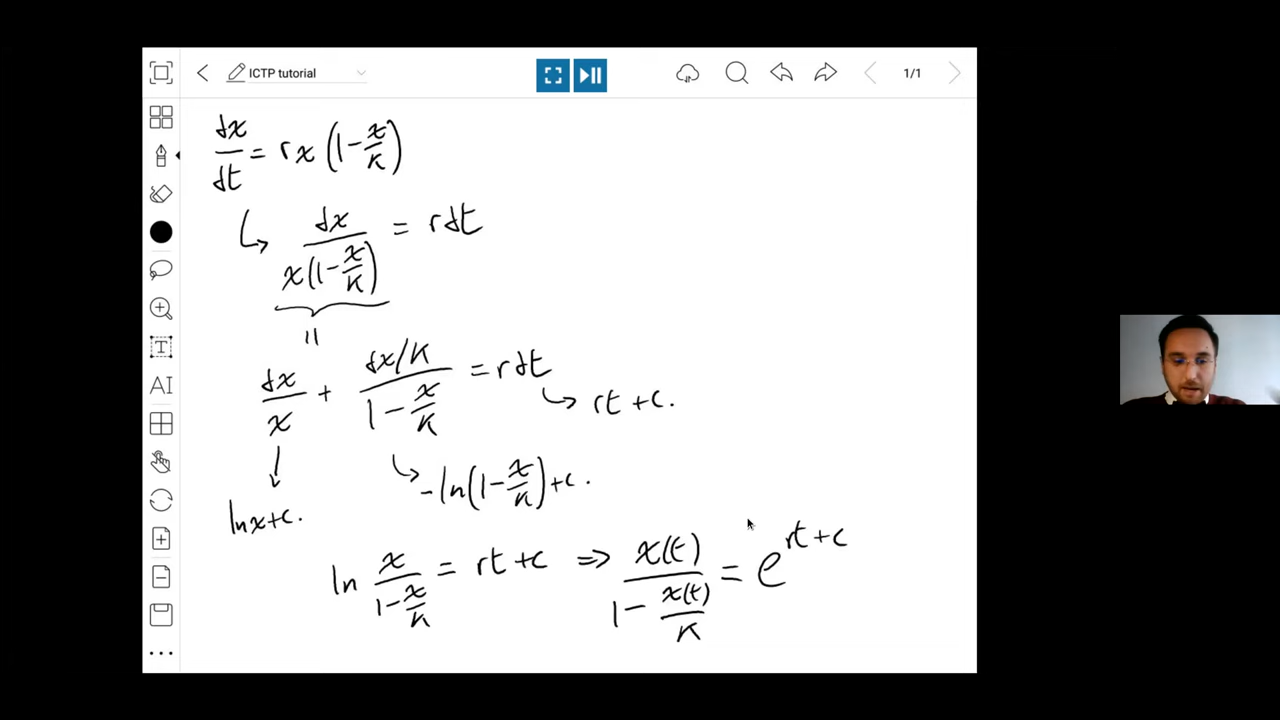 ICTP tutorial
1/1
dx/dt = rx(1 - x/K)
↳ dx/(x(1 - x/K)) = rdt
=
dx/x + (dx/K)/(1 - x/K) = rdt
↳ rt + c.
↳ -ln(1 - x/K) + c.
↓
lnx+c.
ln x/(1 - x/K) = rt + c ⇒ x(t)/(1 - x(t)/K) = e^(rt + c)
T
AI